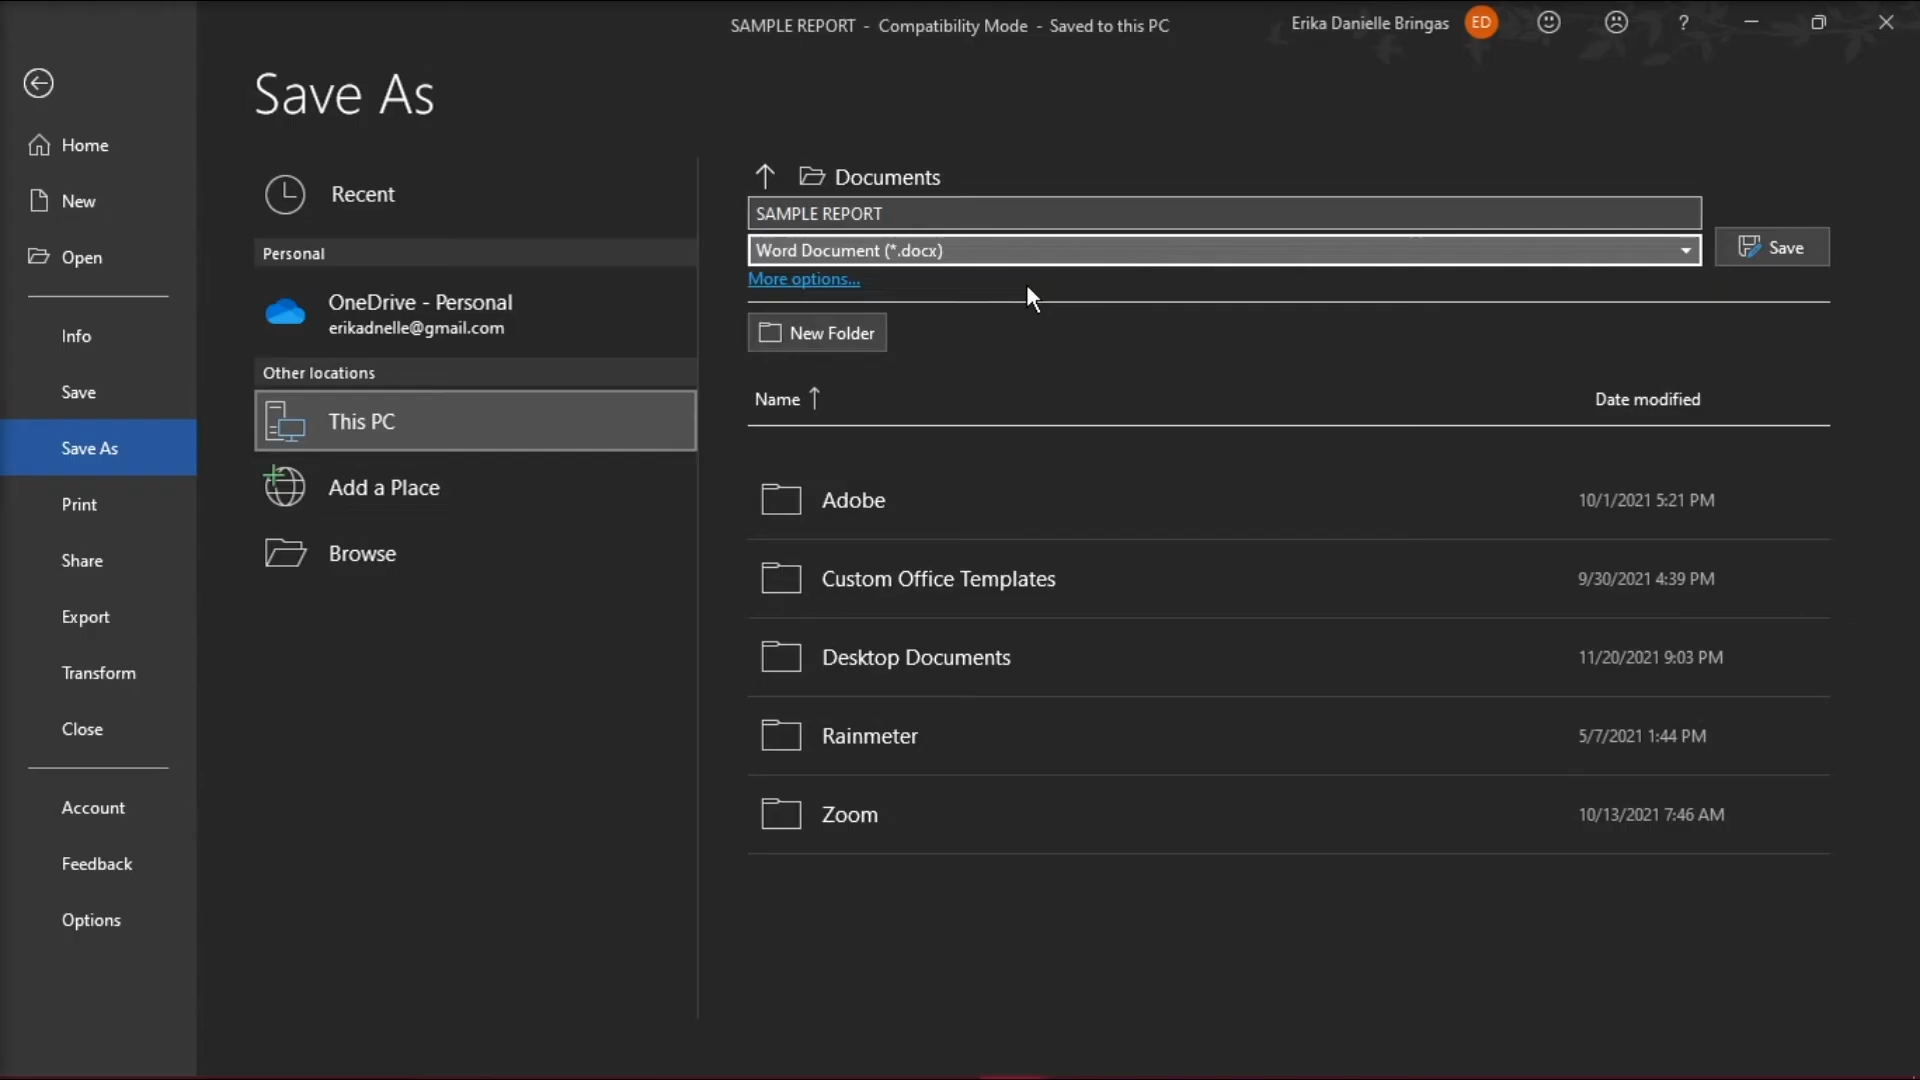 SAMPLE REPORT - Compatibility Mode - Saved to this PC
Erika Danielle Bringas ED ?
Save As
Home
New
Open
Info
Save
Save As
Print
Share
Export
Transform
Close
Account
Feedback
Options
Recent
Personal
OneDrive - Personal
erikadnelle@gmail.com
Other locations
This PC
Add a Place
Browse
Documents
SAMPLE REPORT
Word Document (*.docx)
Save
More options...
New Folder
Name Date modified
Adobe 10/1/2021 5:21 PM
Custom Office Templates 9/30/2021 4:39 PM
Desktop Documents 11/20/2021 9:03 PM
Rainmeter 5/7/2021 1:44 PM
Zoom 10/13/2021 7:46 AM